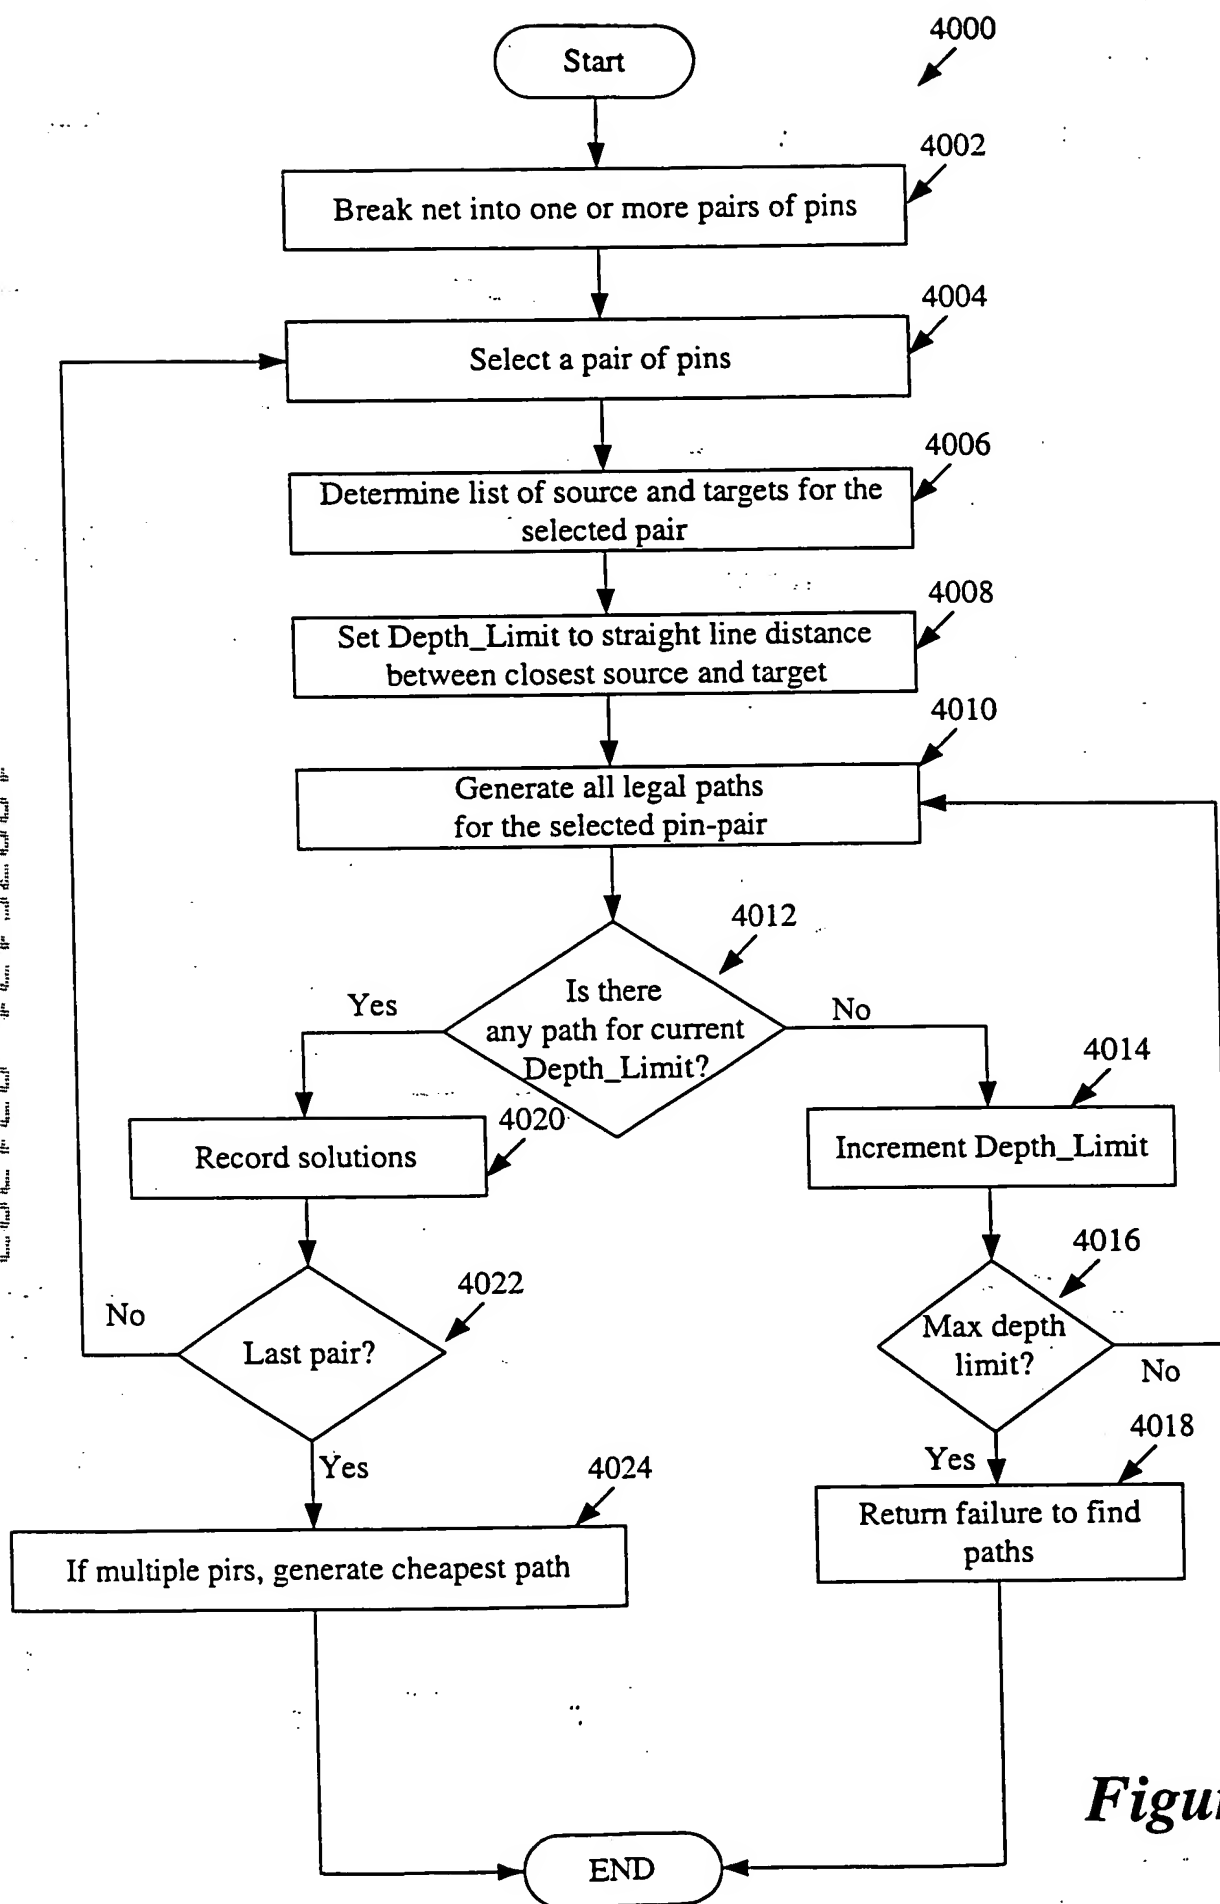 4000
Start
4002
Break net into one or more pairs of pins
4004
Select a pair of pins
4006
Determine list of source and targets for the
selected pair
4008
Set Depth_Limit to straight line distance
between closest source and target
4010
Generate all legal paths
for the selected pin-pair
4012
Is there
any path for current
Depth_Limit?
Yes
No
4014
Increment Depth_Limit
4020
Record solutions
4016
Max depth
limit?
No
4022
Last pair?
No
Yes
4018
Yes
Return failure to find
paths
4024
If multiple pirs, generate cheapest path
END